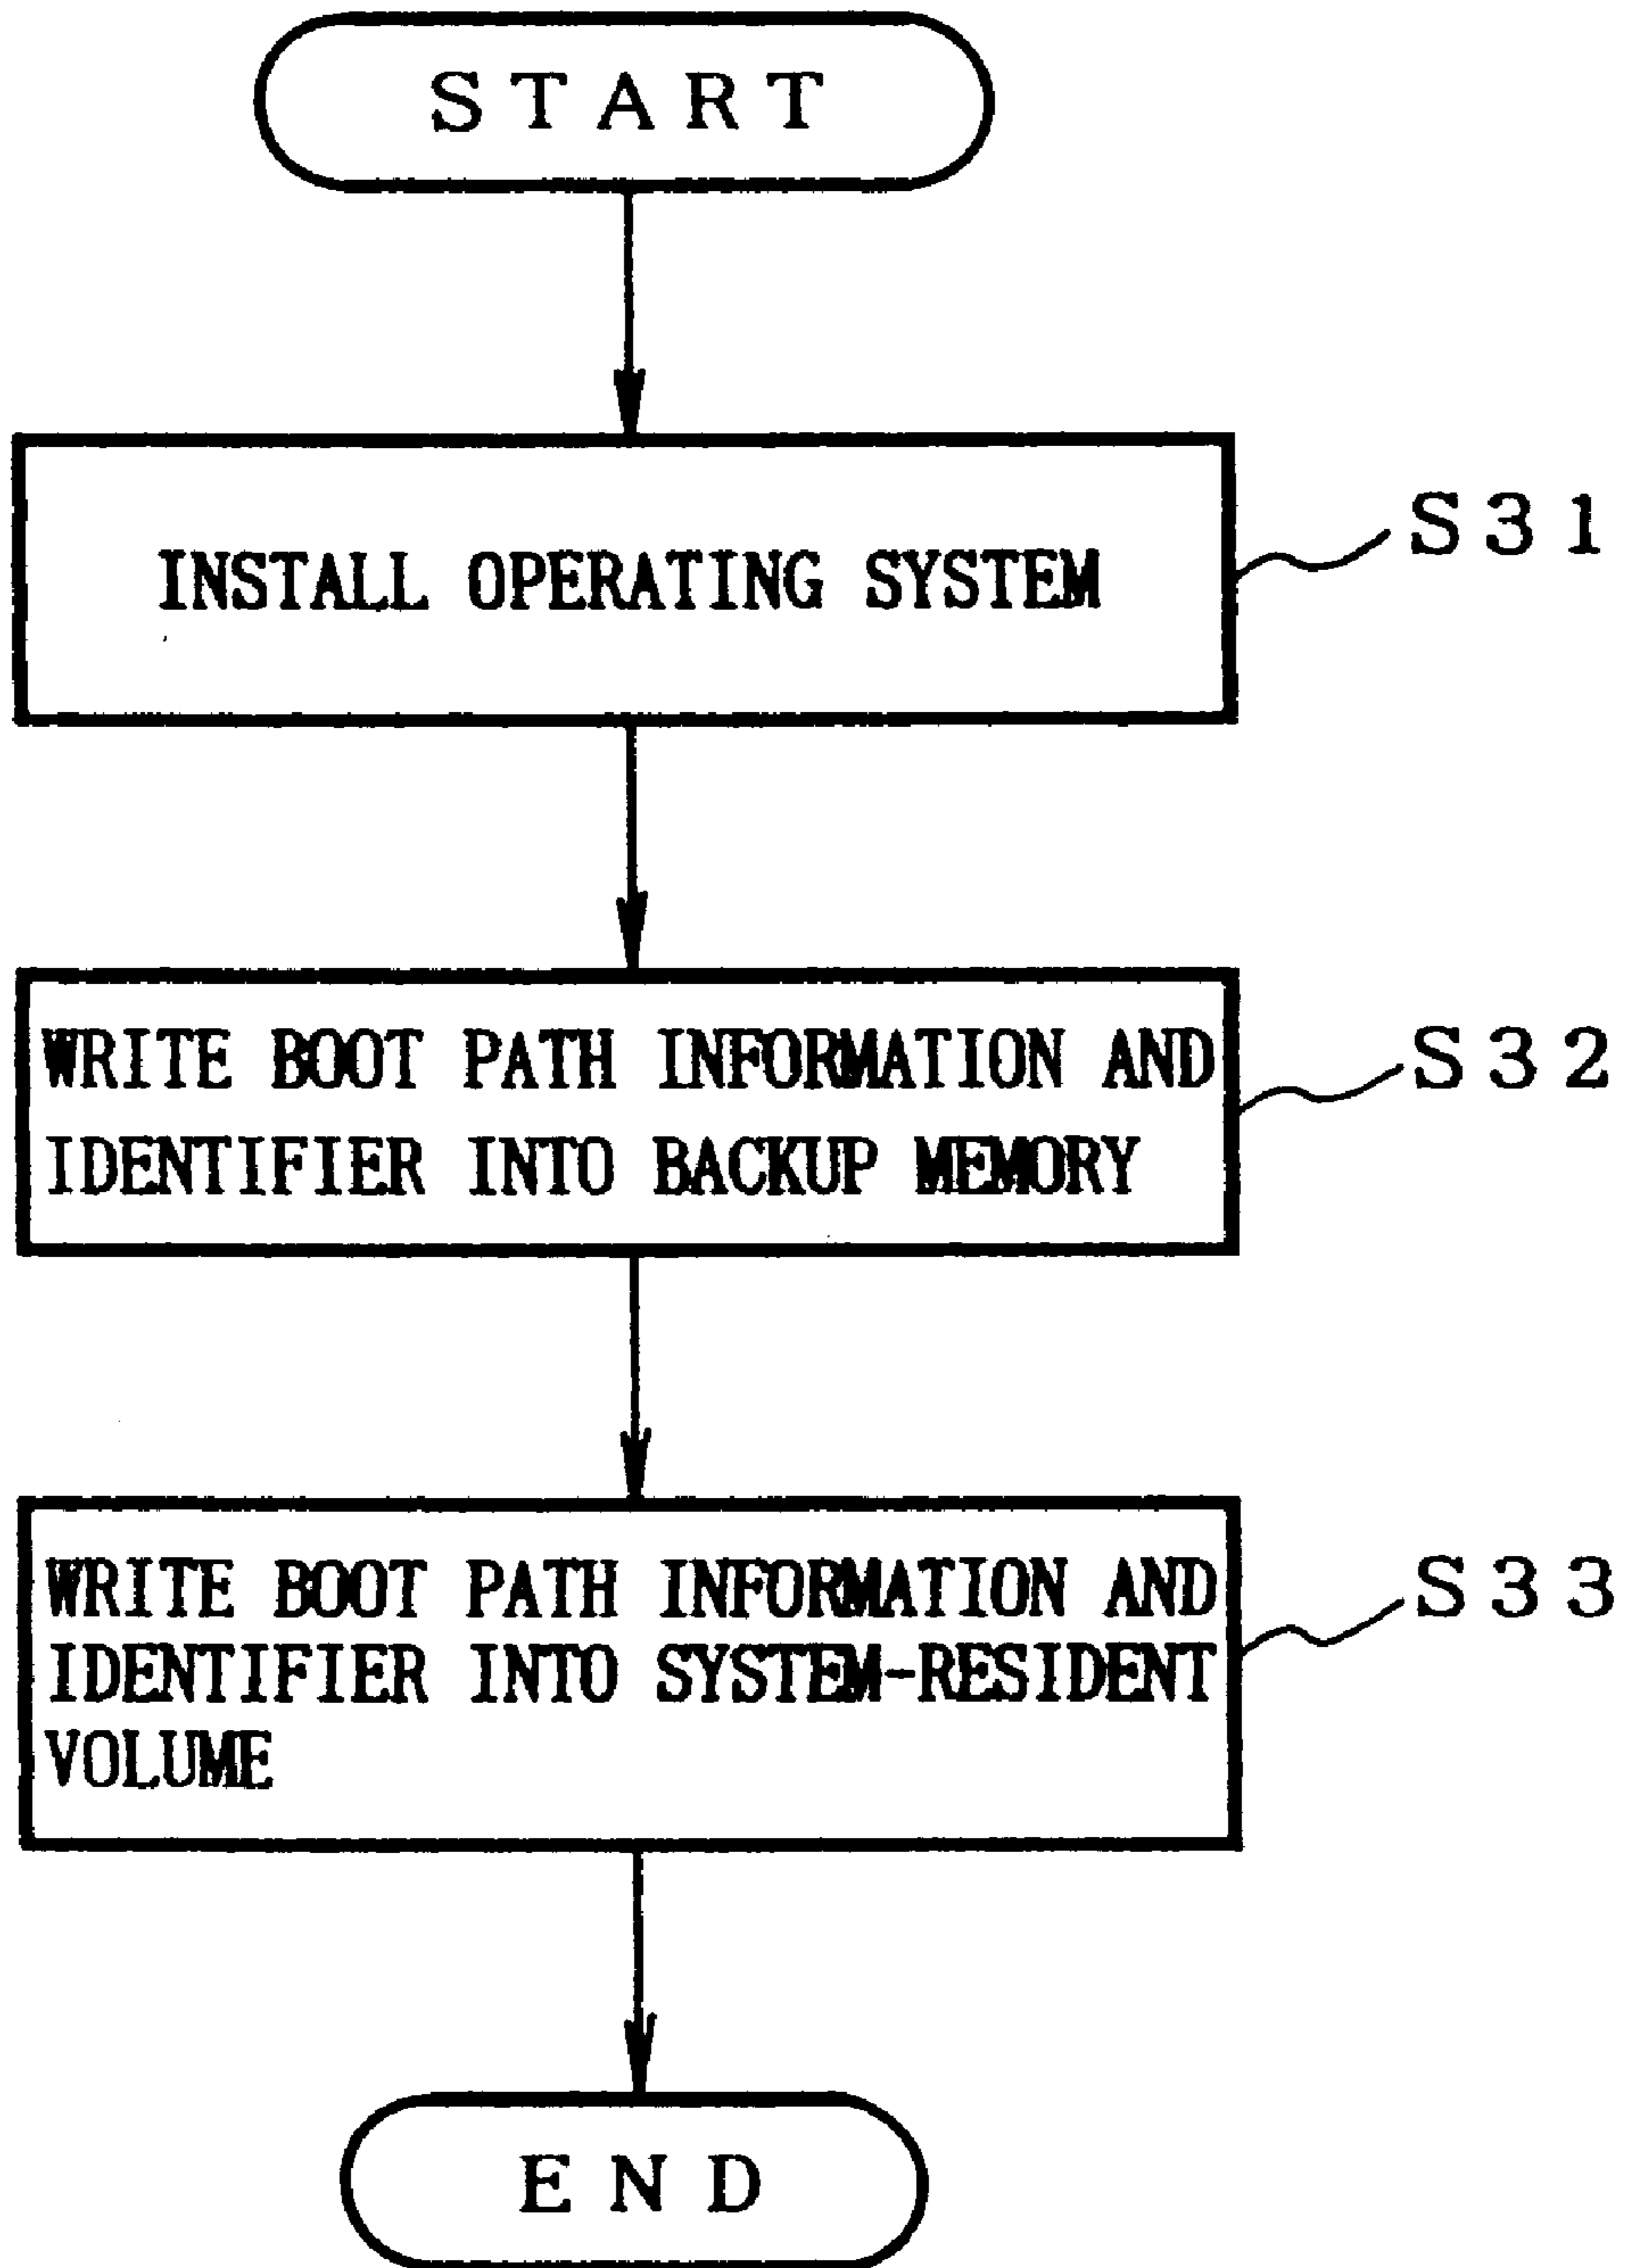 START
INSTALL OPERATING SYSTEM
S31
WRITE BOOT PATH INFORMATION AND
IDENTIFIER INTO BACKUP MEMORY
S32
WRITE BOOT PATH INFORMATION AND
IDENTIFIER INTO SYSTEM-RESIDENT
VOLUME
S33
END